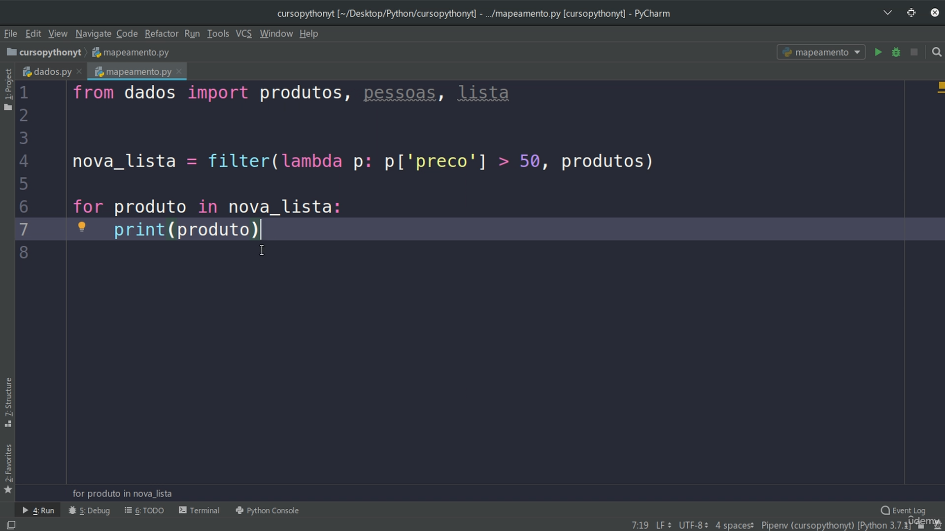 cursopythonyt [~/Desktop/Python/cursopythonyt] - .../mapeamento.py [cursopythonyt] - PyCharm
File Edit View Navigate Code Refactor Run Tools VCS Window Help
cursopythonyt mapeamento.py mapeamento
dados.py mapeamento.py
1: Project
1 from dados import produtos, pessoas, lista
2
3
4 nova_lista = filter(lambda p: p['preco'] > 50, produtos)
5
6 for produto in nova_lista:
7 print(produto)
8
7: Structure
2: Favorites
for produto in nova_lista
4: Run 5: Debug 6: TODO Terminal Python Console Event Log
7:19 LF UTF-8 4 spaces Pipenv (cursopythonyt) [Python 3.7.
udemy